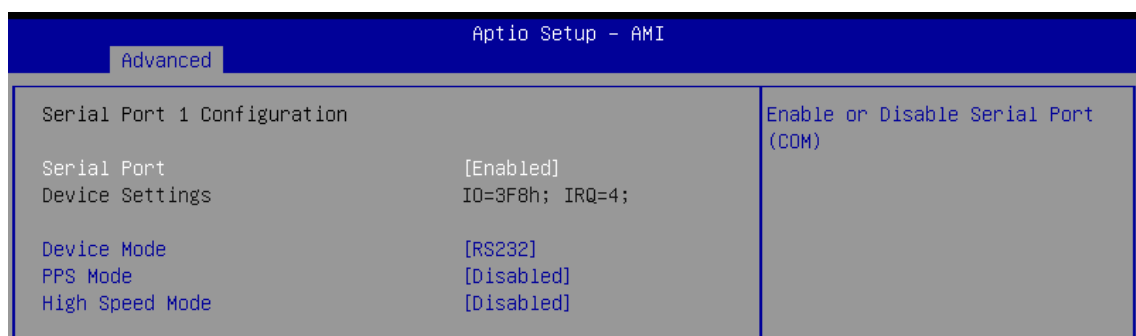 Aptio Setup – AMI
Advanced
Serial Port 1 Configuration
Serial Port [Enabled]
Device Settings IO=3F8h; IRQ=4;
Device Mode [RS232]
PPS Mode [Disabled]
High Speed Mode [Disabled]
Enable or Disable Serial Port
(COM)